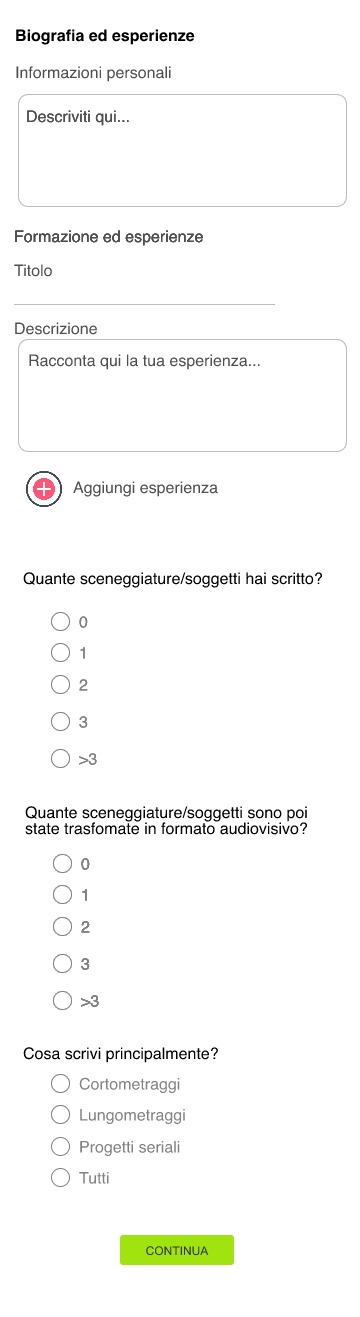 Biografia ed esperienze
Informazioni personali
Descriviti qui...
Formazione ed esperienze
Titolo
Descrizione
Racconta qui la tua esperienza...
Aggiungi esperienza
Quante sceneggiature/soggetti hai scritto?
0
1
2
3
>3
Quante sceneggiature/soggetti sono poi
state trasfomate in formato audiovisivo?
0
1
2
3
>3
Cosa scrivi principalmente?
Cortometraggi
Lungometraggi
Progetti seriali
Tutti
CONTINUA